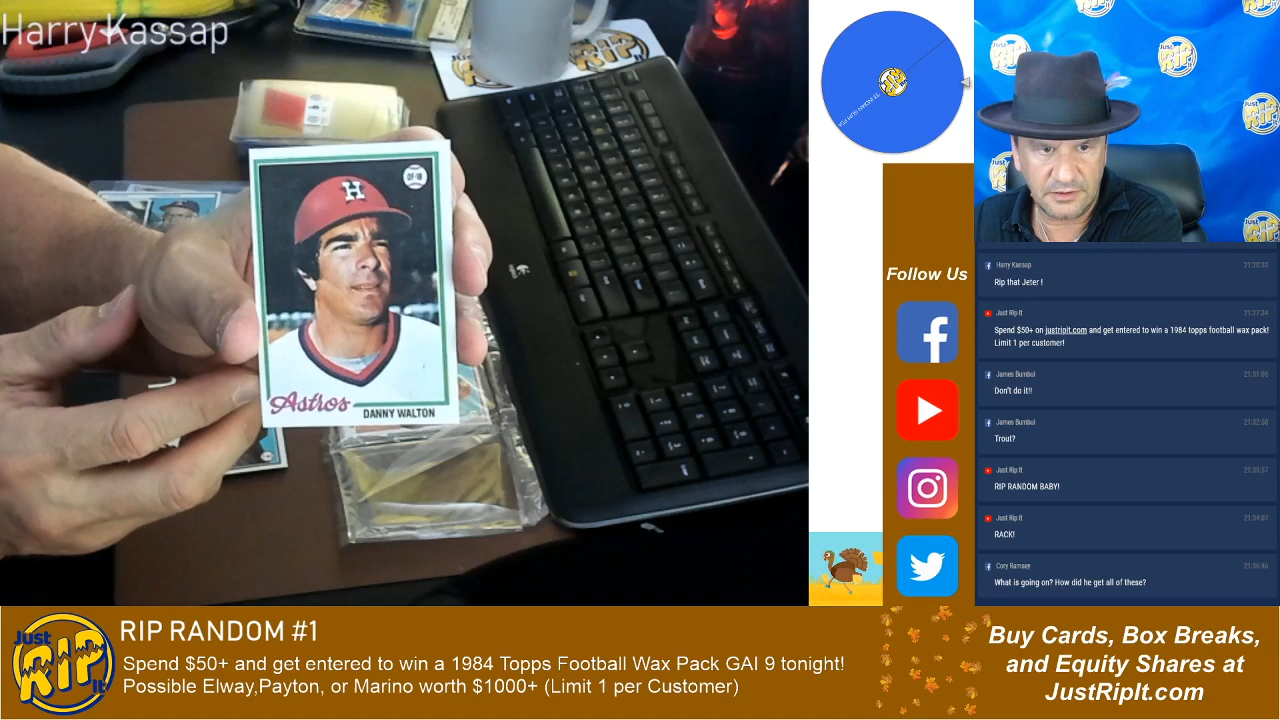 Harry Kassap
H
OF-1B
Astros
DANNY WALTON
Just
RIP
Follow Us
Harry Kassap
Rip that Jeter !
Just Rip It
21:27:34
Spend $50+ on justripit.com and get entered to win a 1984 topps football wax pack!
Limit 1 per customer!
James Bumbul
21:31:05
Don't do it!!
James Bumbul
21:32:58
Trout?
Just Rip It
21:33:57
RIP RANDOM BABY!
Just Rip It
21:34:07
RACK!
Cory Ramsey
21:36:46
What is going on? How did he get all of these?
Just
RIP
It
RIP RANDOM #1
Spend $50+ and get entered to win a 1984 Topps Football Wax Pack GAI 9 tonight!
Possible Elway,Payton, or Marino worth $1000+ (Limit 1 per Customer)
Buy Cards, Box Breaks,
and Equity Shares at
JustRipIt.com